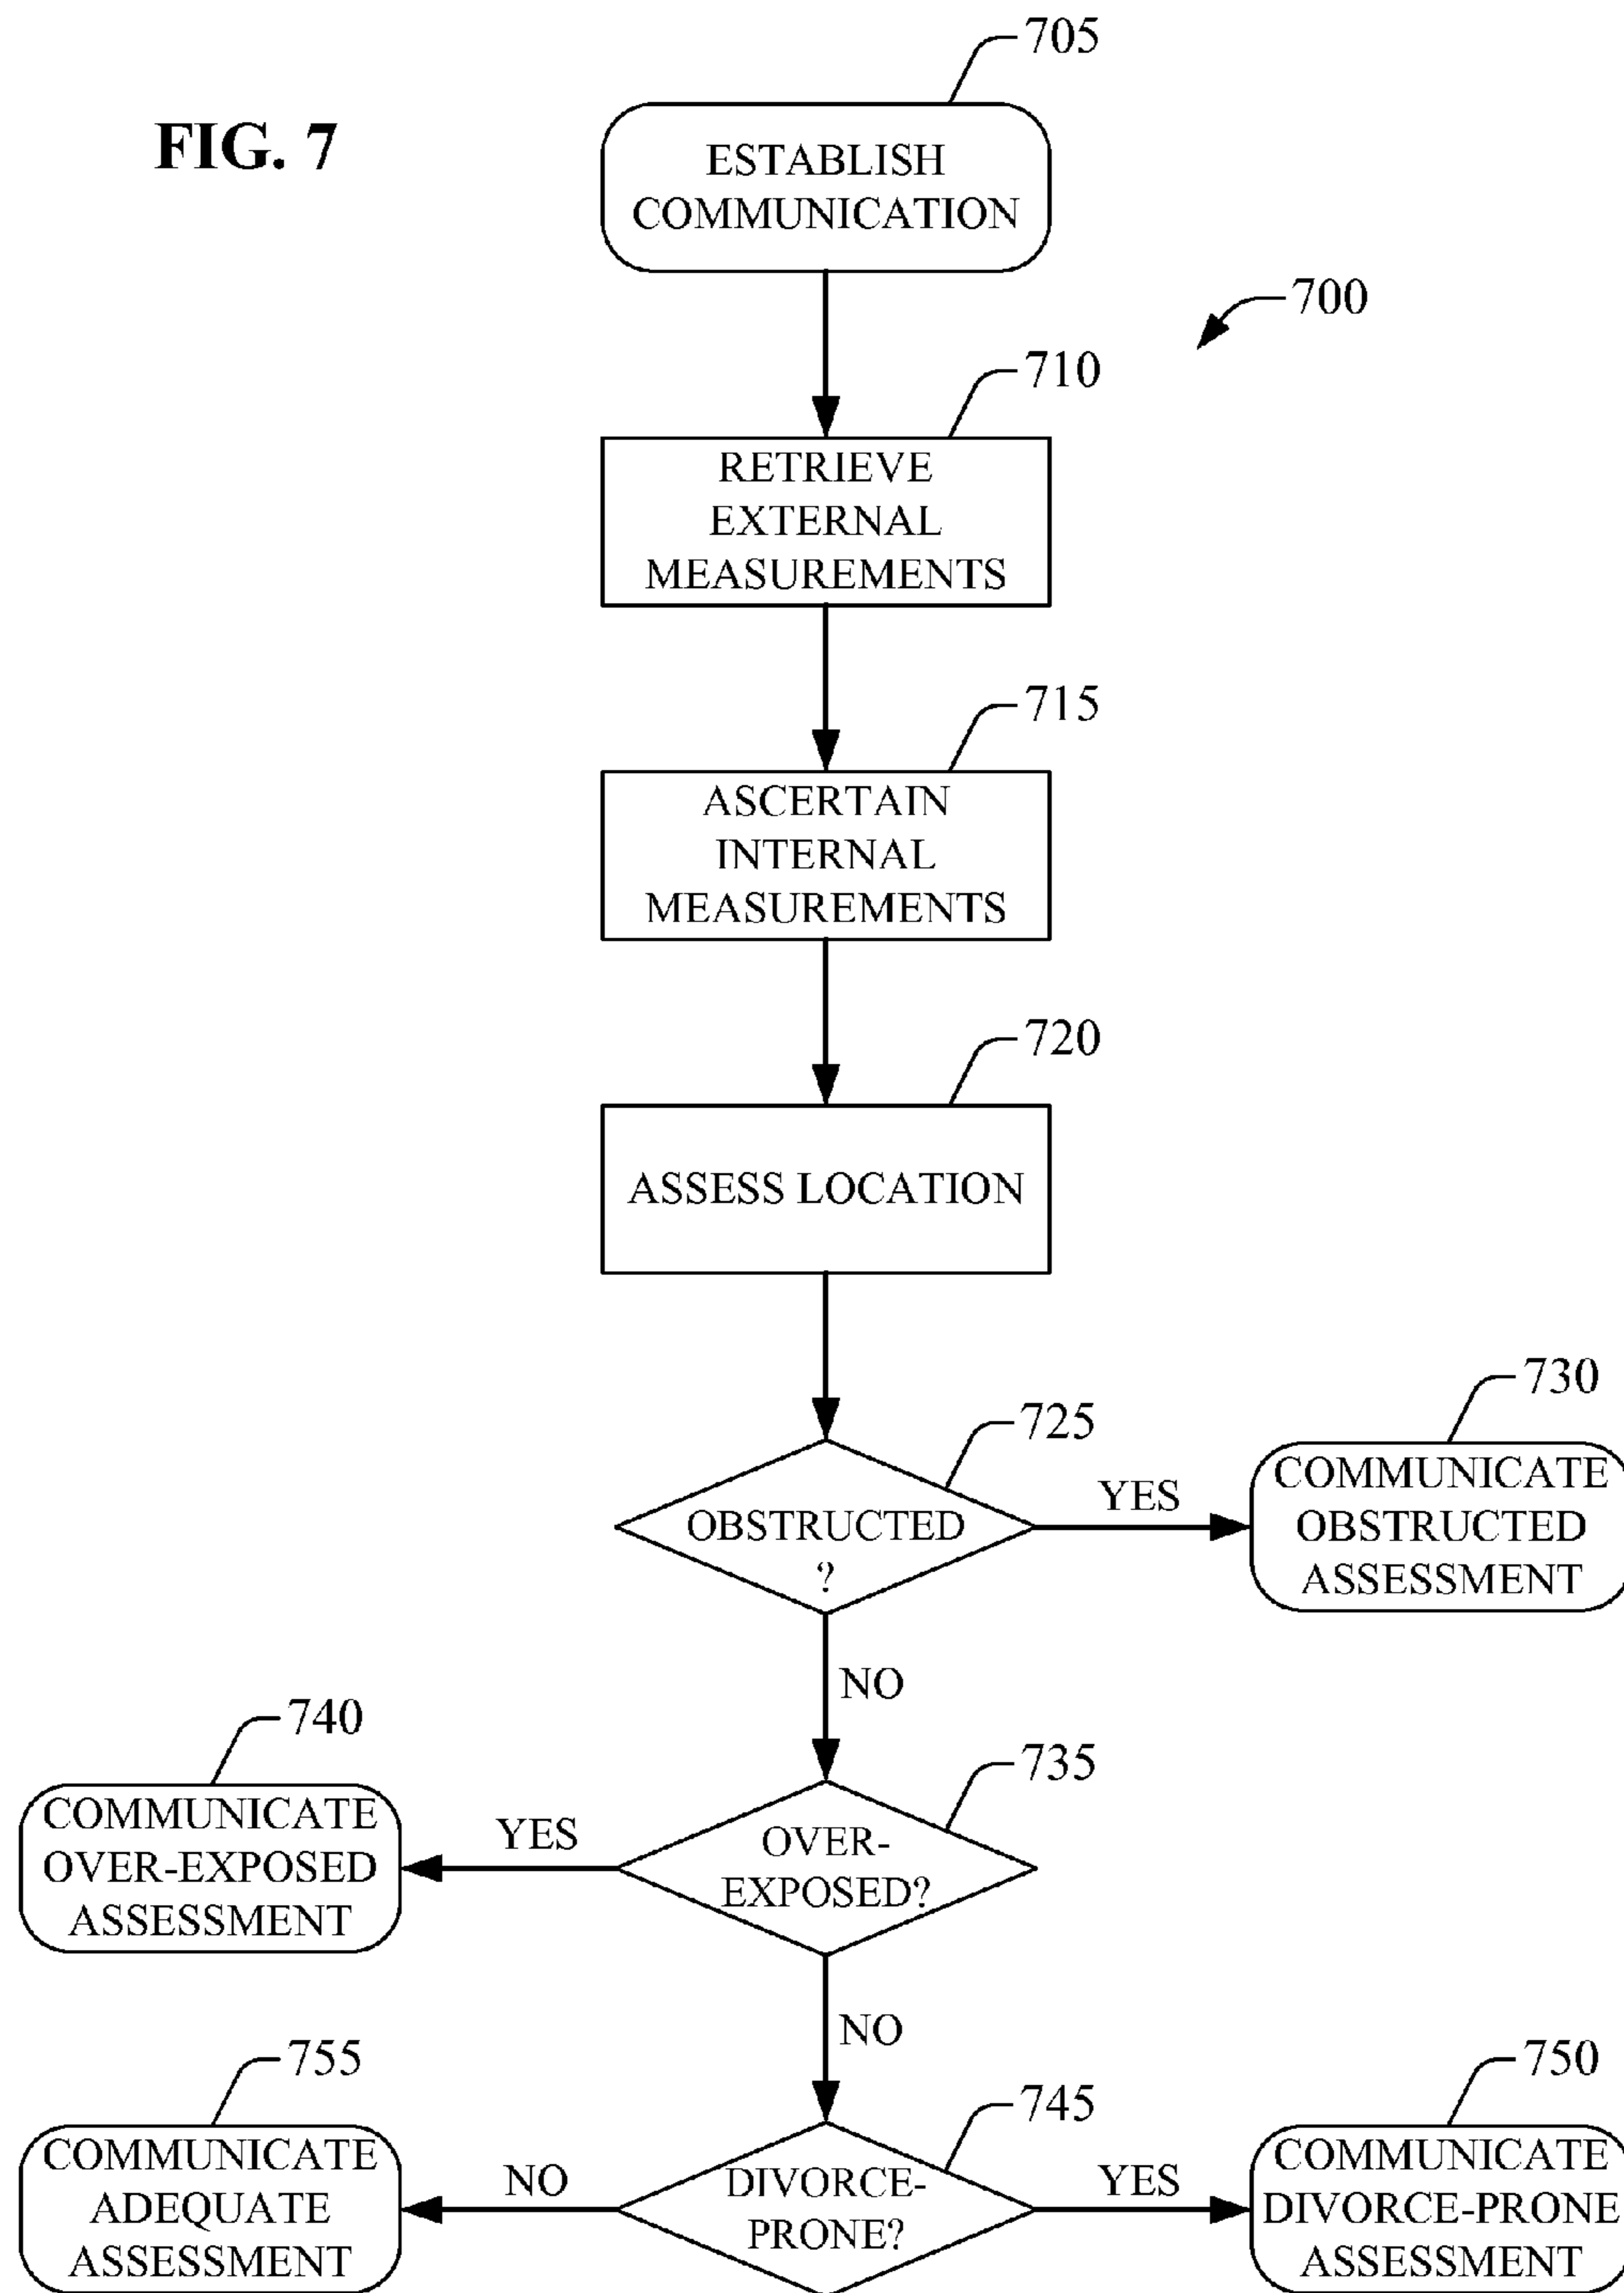 FIG. 7
705
ESTABLISH
COMMUNICATION
700
710
RETRIEVE
EXTERNAL
MEASUREMENTS
715
ASCERTAIN
INTERNAL
MEASUREMENTS
720
ASSESS LOCATION
725
OBSTRUCTED
?
YES
730
COMMUNICATE
OBSTRUCTED
ASSESSMENT
NO
735
OVER-
EXPOSED?
YES
740
COMMUNICATE
OVER-EXPOSED
ASSESSMENT
NO
745
DIVORCE-
PRONE?
YES
750
COMMUNICATE
DIVORCE-PRONE
ASSESSMENT
NO
755
COMMUNICATE
ADEQUATE
ASSESSMENT